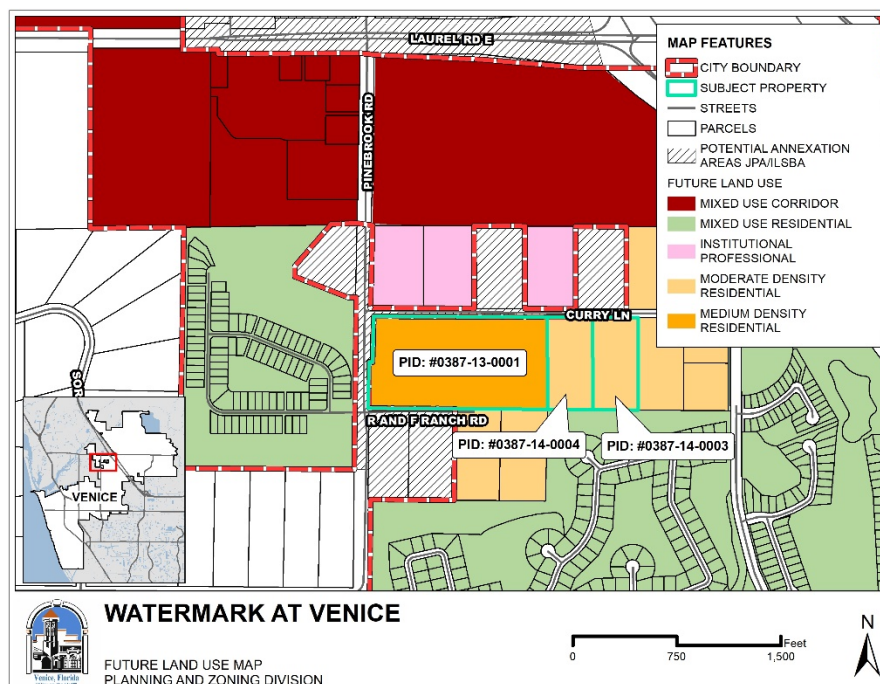 LAUREL RD E
PINEBROOK RD
CURRY LN
PID: #0387-13-0001
R AND F RANCH RD
PID: #0387-14-0004
PID: #0387-14-0003
SOR
VENICE
MAP FEATURES
CITY BOUNDARY
SUBJECT PROPERTY
STREETS
PARCELS
POTENTIAL ANNEXATION
AREAS JPA/ILSBA
FUTURE LAND USE
MIXED USE CORRIDOR
MIXED USE RESIDENTIAL
INSTITUTIONAL
PROFESSIONAL
MODERATE DENSITY
RESIDENTIAL
MEDIUM DENSITY
RESIDENTIAL
Venice, Florida
WATERMARK AT VENICE
FUTURE LAND USE MAP
PLANNING AND ZONING DIVISION
Feet
0 750 1,500
N